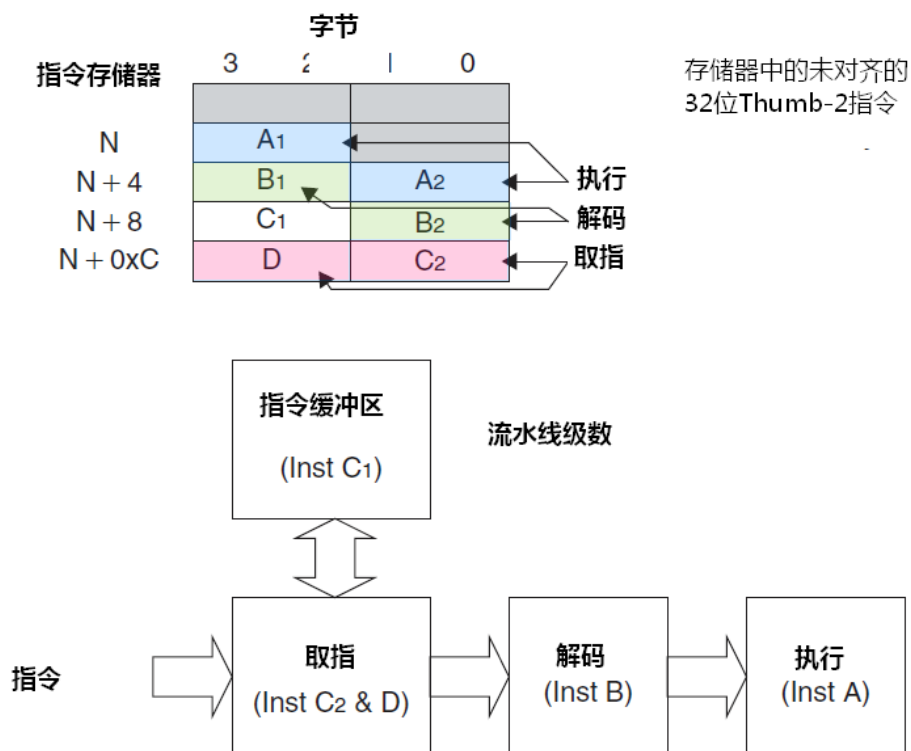 字节
指令存储器
3 2 1 0
存储器中的未对齐的
32位Thumb-2指令
N
A1
N + 4
B1
A2
执行
N + 8
C1
B2
解码
N + 0xC
D
C2
取指
指令缓冲区
(Inst C1)
流水线级数
指令
取指
(Inst C2 & D)
解码
(Inst B)
执行
(Inst A)